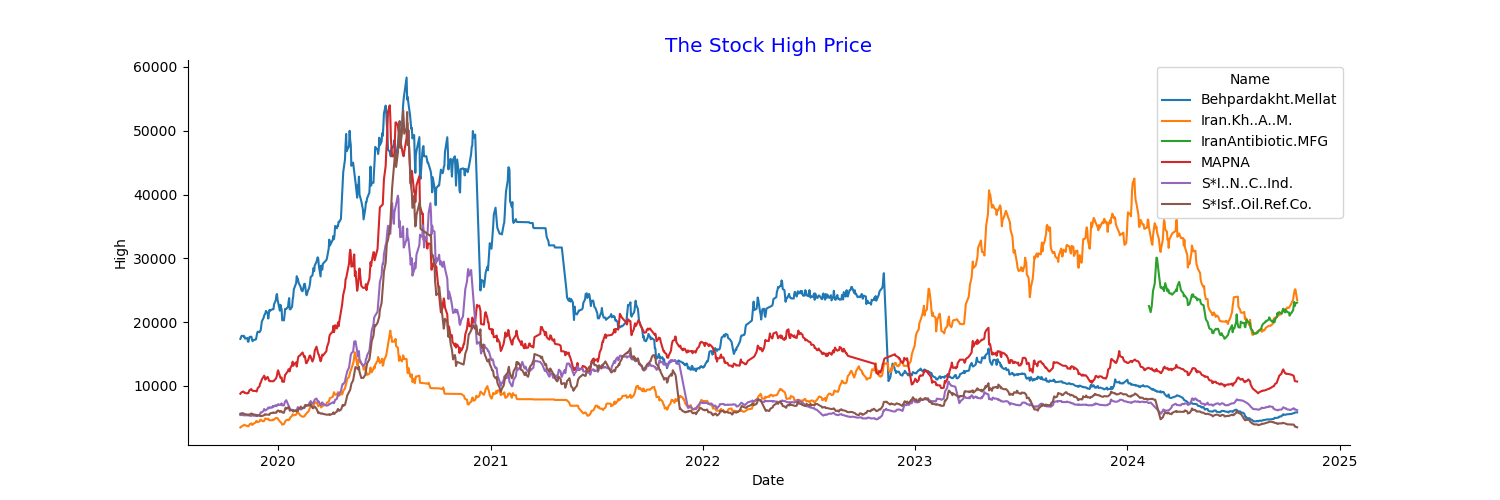 The Stock High Price
60000
50000
40000
30000
20000
10000
High
2020
2021
2022
2023
2024
2025
Date
Name
Behpardakht.Mellat
Iran.Kh..A..M.
IranAntibiotic.MFG
MAPNA
S*I..N..C..Ind.
S*Isf..Oil.Ref.Co.